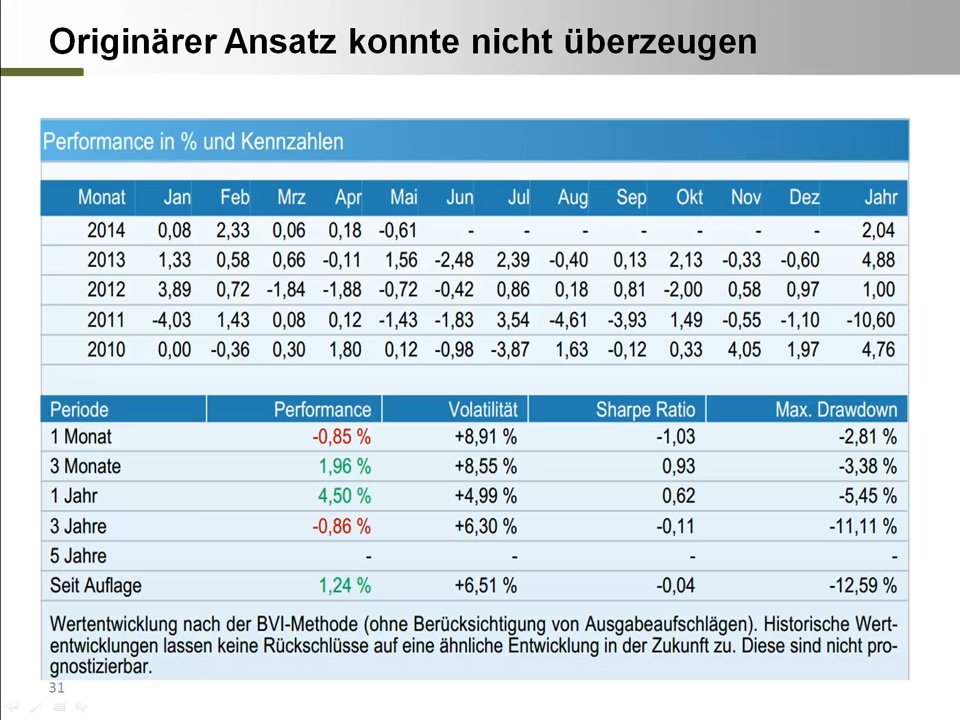 Originärer Ansatz konnte nicht überzeugen
Performance in % und Kennzahlen
Monat Jan Feb Mrz Apr Mai Jun Jul Aug Sep Okt Nov Dez Jahr
2014 0,08 2,33 0,06 0,18 -0,61 - - - - - - - 2,04
2013 1,33 0,58 0,66 -0,11 1,56 -2,48 2,39 -0,40 0,13 2,13 -0,33 -0,60 4,88
2012 3,89 0,72 -1,84 -1,88 -0,72 -0,42 0,86 0,18 0,81 -2,00 0,58 0,97 1,00
2011 -4,03 1,43 0,08 0,12 -1,43 -1,83 3,54 -4,61 -3,93 1,49 -0,55 -1,10 -10,60
2010 0,00 -0,36 0,30 1,80 0,12 -0,98 -3,87 1,63 -0,12 0,33 4,05 1,97 4,76
Periode Performance Volatilität Sharpe Ratio Max. Drawdown
1 Monat -0,85 % +8,91 % -1,03 -2,81 %
3 Monate 1,96 % +8,55 % 0,93 -3,38 %
1 Jahr 4,50 % +4,99 % 0,62 -5,45 %
3 Jahre -0,86 % +6,30 % -0,11 -11,11 %
5 Jahre - - - -
Seit Auflage 1,24 % +6,51 % -0,04 -12,59 %
Wertentwicklung nach der BVI-Methode (ohne Berücksichtigung von Ausgabeaufschlägen). Historische Wert-
entwicklungen lassen keine Rückschlüsse auf eine ähnliche Entwicklung in der Zukunft zu. Diese sind nicht pro-
gnostizierbar.
31